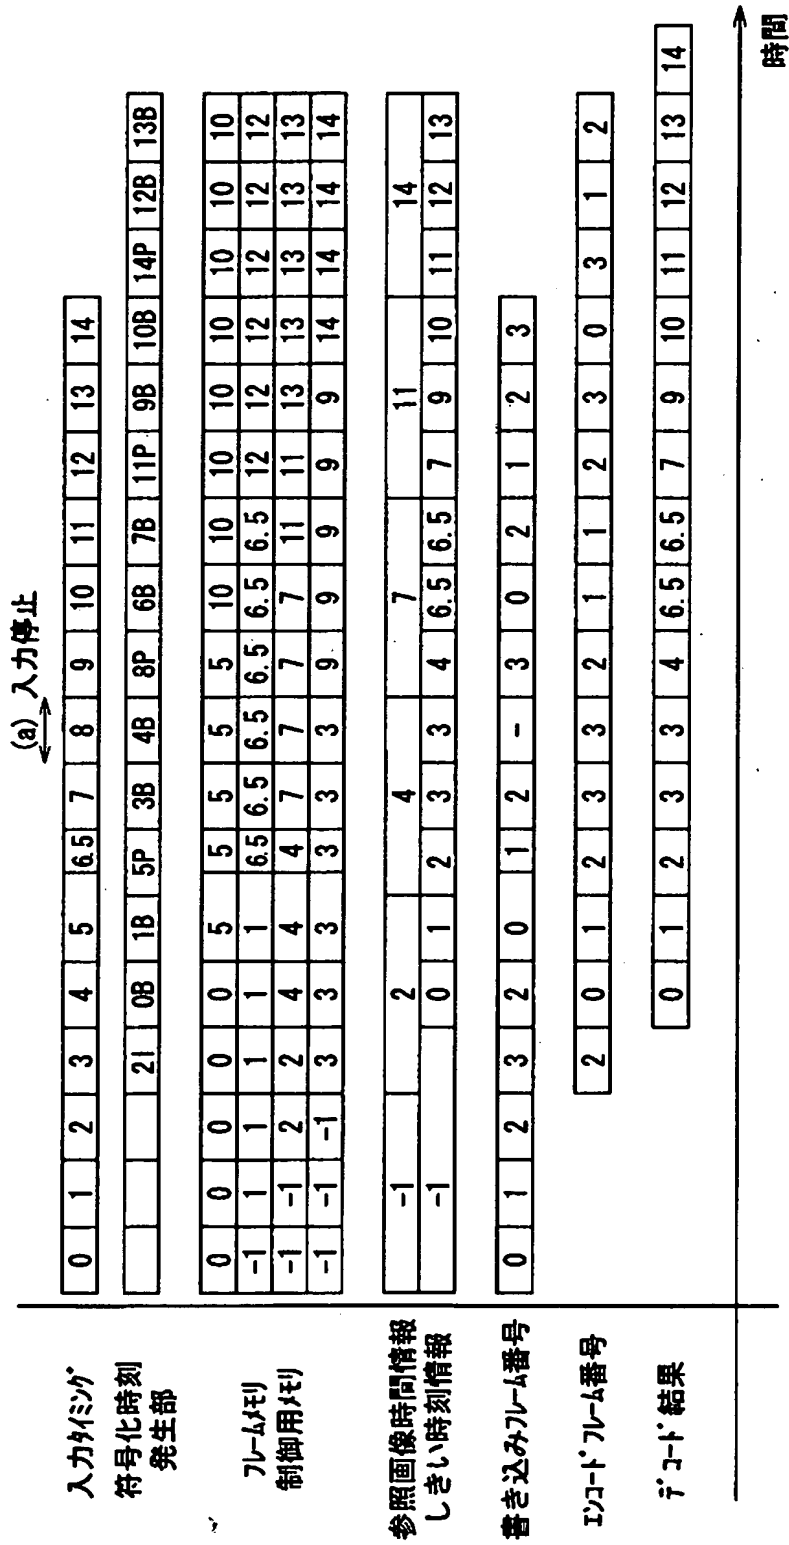 (a) 入力停止
入力ﾀｲﾐﾝｸﾞ 0 1 2 3 4 5 6.5 7 8 9 10 11 12 13 14
符号化時刻
発生部 2I 0B 1B 5P 3B 4B 8P 6B 7B 11P 9B 10B 14P 12B 13B
ﾌﾚｰﾑﾒﾓﾘ
制御用ﾒﾓﾘ
0 0 0 0 0 5 5 5 5 5 10 10 10 10 10 10 10 10
-1 1 1 1 1 1 6.5 6.5 6.5 6.5 6.5 6.5 12 12 12 12 12 12
-1 -1 2 2 4 4 4 7 7 7 7 11 11 13 13 13 13 13
-1 -1 -1 3 3 3 3 3 3 9 9 9 9 9 14 14 14 14
参照画像時間情報 -1 2 4 7 11 14
しきい時刻情報 -1 0 1 2 3 3 4 6.5 6.5 7 9 10 11 12 13
書き込みﾌﾚｰﾑ番号 0 1 2 3 2 0 1 2 - 3 0 2 1 2 3
ｴﾝｺｰﾄﾞﾌﾚｰﾑ番号 2 0 1 2 3 3 2 1 1 2 3 0 3 1 2
ﾃﾞｺｰﾄﾞ結果 0 1 2 3 3 4 6.5 6.5 7 9 10 11 12 13 14
時間